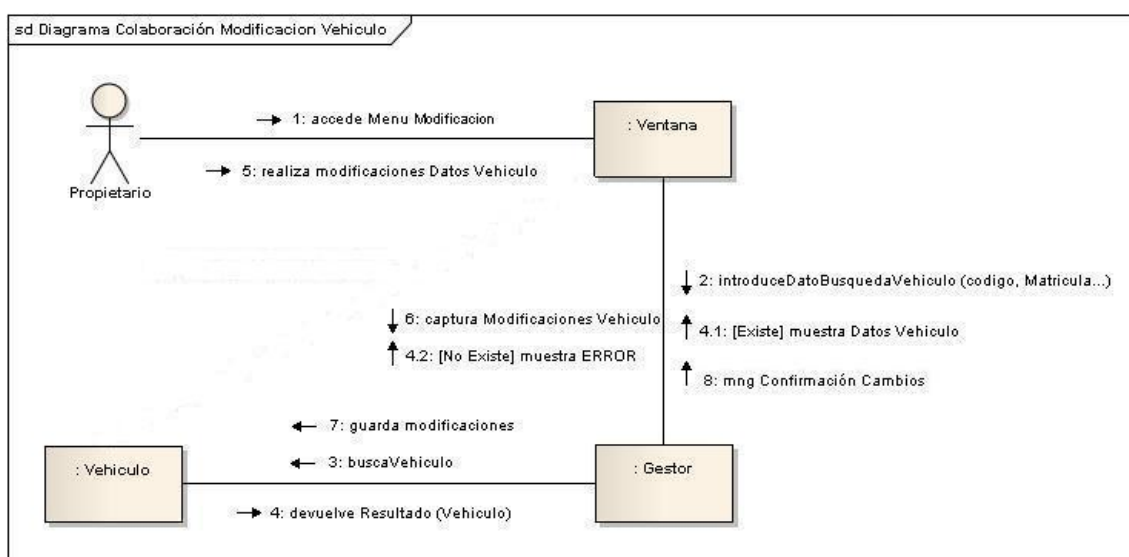 sd Diagrama Colaboración Modificacion Vehiculo
1: accede Menu Modificacion
: Ventana
5: realiza modificaciones Datos Vehiculo
Propietario
2: introduceDatoBusquedaVehiculo (codigo, Matricula...)
6: captura Modificaciones Vehiculo
4.1: [Existe] muestra Datos Vehiculo
4.2: [No Existe] muestra ERROR
8: mng Confirmación Cambios
7: guarda modificaciones
: Vehiculo
3: buscaVehiculo
: Gestor
4: devuelve Resultado (Vehiculo)